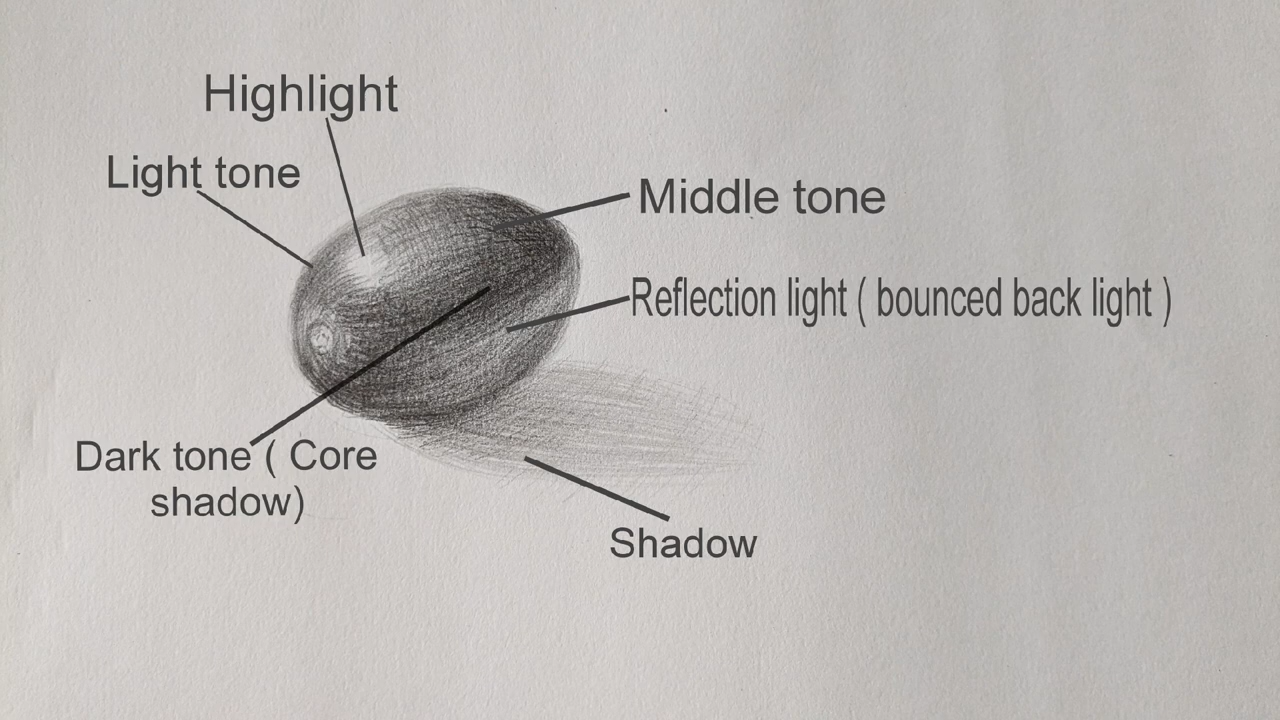 Highlight
Light tone
Middle tone
Reflection light ( bounced back light )
Dark tone ( Core
shadow)
Shadow